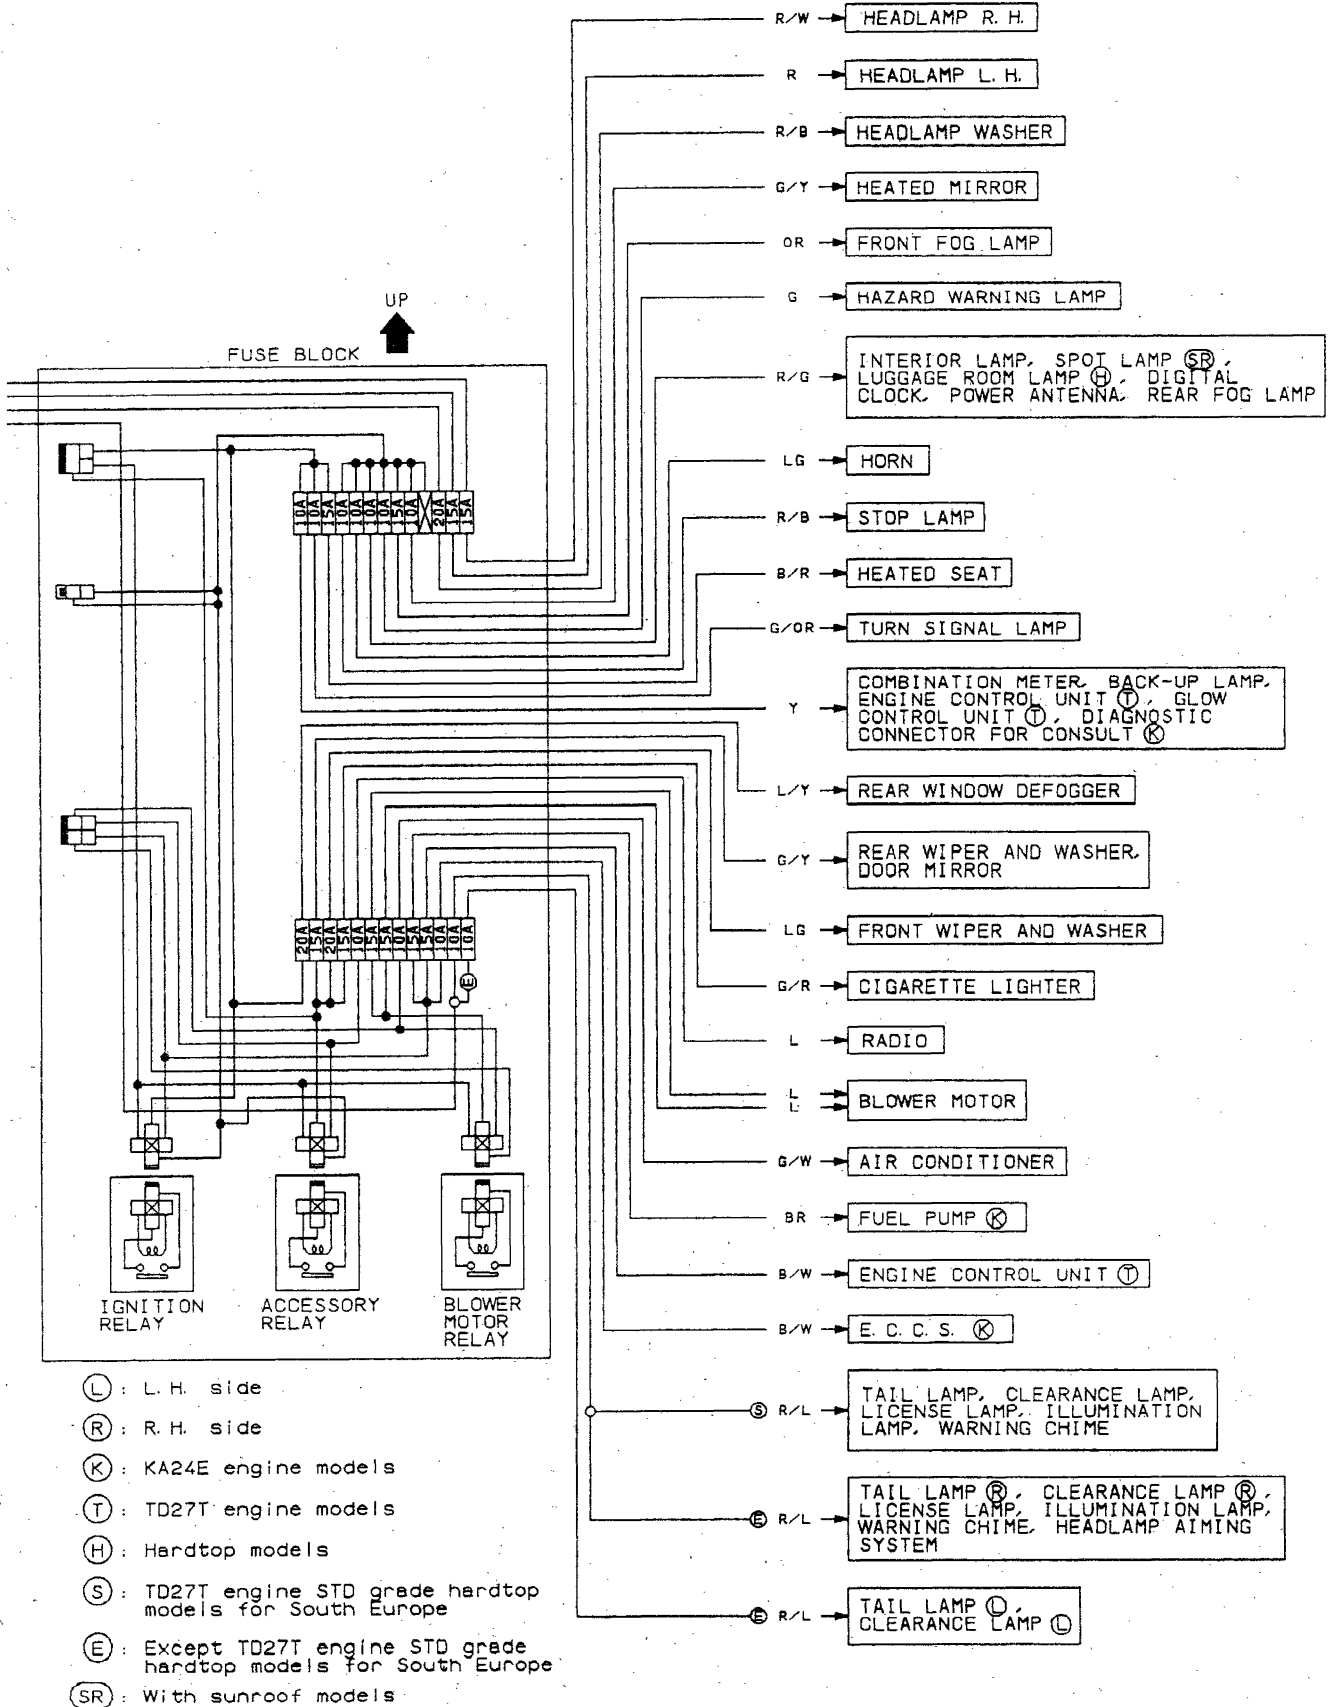 R/W HEADLAMP R. H.
R HEADLAMP L. H.
R/B HEADLAMP WASHER
G/Y HEATED MIRROR
OR FRONT FOG LAMP
G HAZARD WARNING LAMP
UP
FUSE BLOCK
R/G INTERIOR LAMP, SPOT LAMP (SR),
LUGGAGE ROOM LAMP (H), DIGITAL
CLOCK, POWER ANTENNA, REAR FOG LAMP
LG HORN
10A 10A 15A 10A 10A 10A 10A 15A 10A 20A 15A 15A
R/B STOP LAMP
B/R HEATED SEAT
G/OR TURN SIGNAL LAMP
Y COMBINATION METER, BACK-UP LAMP,
ENGINE CONTROL UNIT (T), GLOW
CONTROL UNIT (T), DIAGNOSTIC
CONNECTOR FOR CONSULT (K)
L/Y REAR WINDOW DEFOGGER
G/Y REAR WIPER AND WASHER,
DOOR MIRROR
20A 15A 20A 15A 10A 15A 15A 10A 15A 15A 10A 10A 10A
LG FRONT WIPER AND WASHER
E
G/R CIGARETTE LIGHTER
L RADIO
L
L
BLOWER MOTOR
G/W AIR CONDITIONER
BR FUEL PUMP (K)
B/W ENGINE CONTROL UNIT (T)
B/W E. C. C. S. (K)
IGNITION
RELAY
ACCESSORY
RELAY
BLOWER
MOTOR
RELAY
(S) R/L TAIL LAMP, CLEARANCE LAMP,
LICENSE LAMP, ILLUMINATION
LAMP, WARNING CHIME
(E) R/L TAIL LAMP (R), CLEARANCE LAMP (R),
LICENSE LAMP, ILLUMINATION LAMP,
WARNING CHIME, HEADLAMP AIMING
SYSTEM
(E) R/L TAIL LAMP (L),
CLEARANCE LAMP (L)
(L) : L. H. side
(R) : R. H. side
(K) : KA24E engine models
(T) : TD27T engine models
(H) : Hardtop models
(S) : TD27T engine STD grade hardtop
models for South Europe
(E) : Except TD27T engine STD grade
hardtop models for South Europe
(SR) : With sunroof models